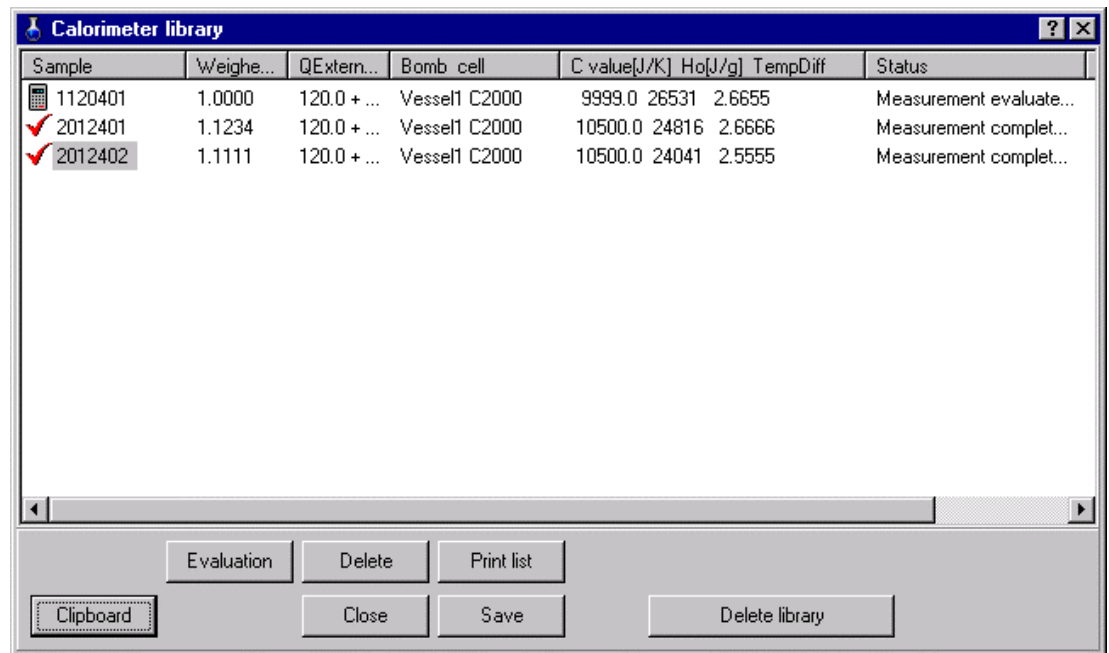 Calorimeter library
Sample Weighe... QExtern... Bomb cell C value[J/K] Ho[J/g] TempDiff Status
1120401 1.0000 120.0 + ... Vessel1 C2000 9999.0 26531 2.6655 Measurement evaluate...
2012401 1.1234 120.0 + ... Vessel1 C2000 10500.0 24816 2.6666 Measurement complet...
2012402 1.1111 120.0 + ... Vessel1 C2000 10500.0 24041 2.5555 Measurement complet...
Evaluation Delete Print list
Clipboard Close Save Delete library